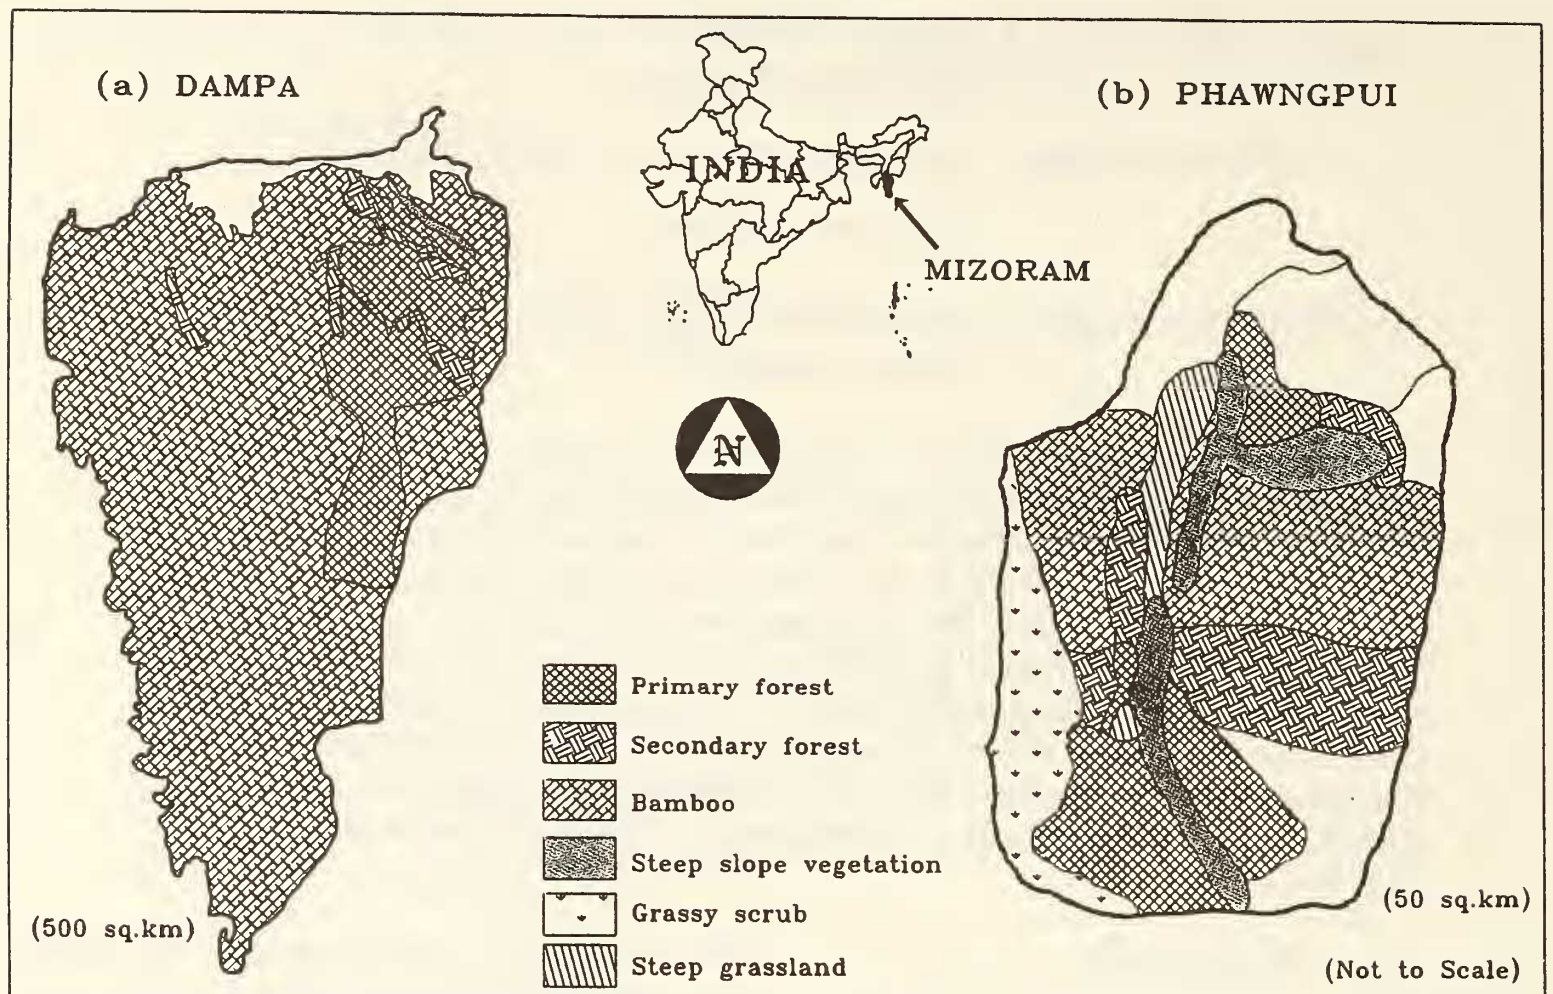 (a) DAMPA
(b) PHAWNGPUI
INDIA
MIZORAM
N
Primary forest
Secondary forest
Bamboo
Steep slope vegetation
Grassy scrub
Steep grassland
(500 sq.km)
(50 sq.km)
(Not to Scale)